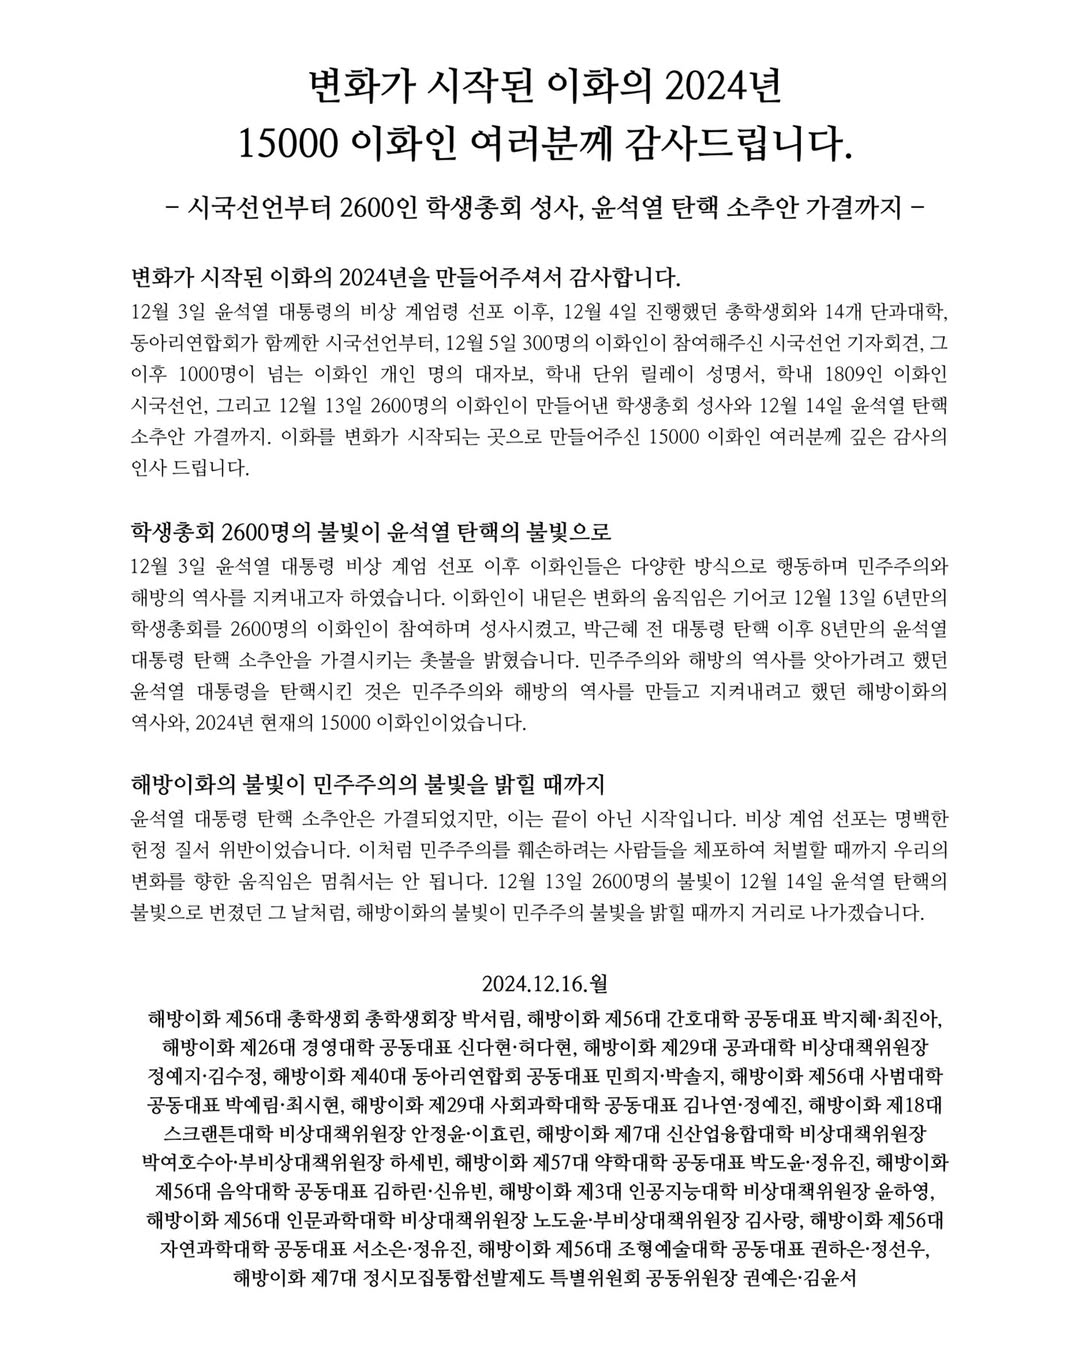 변화가 시작된 이화의 2024년
15000 이화인 여러분께 감사드립니다.
– 시국선언부터 2600인 학생총회 성사, 윤석열 탄핵 소추안 가결까지 –
변화가 시작된 이화의 2024년을 만들어주셔서 감사합니다.
12월 3일 윤석열 대통령의 비상 계엄령 선포 이후, 12월 4일 진행했던 총학생회와 14개 단과대학,
동아리연합회가 함께한 시국선언부터, 12월 5일 300명의 이화인이 참여해주신 시국선언 기자회견, 그
이후 1000명이 넘는 이화인 개인 명의 대자보, 학내 단위 릴레이 성명서, 학내 1809인 이화인
시국선언, 그리고 12월 13일 2600명의 이화인이 만들어낸 학생총회 성사와 12월 14일 윤석열 탄핵
소추안 가결까지. 이화를 변화가 시작되는 곳으로 만들어주신 15000 이화인 여러분께 깊은 감사의
인사 드립니다.
학생총회 2600명의 불빛이 윤석열 탄핵의 불빛으로
12월 3일 윤석열 대통령 비상 계엄 선포 이후 이화인들은 다양한 방식으로 행동하며 민주주의와
해방의 역사를 지켜내고자 하였습니다. 이화인이 내딛은 변화의 움직임은 기어코 12월 13일 6년만의
학생총회를 2600명의 이화인이 참여하며 성사시켰고, 박근혜 전 대통령 탄핵 이후 8년만의 윤석열
대통령 탄핵 소추안을 가결시키는 촛불을 밝혔습니다. 민주주의와 해방의 역사를 앗아가려고 했던
윤석열 대통령을 탄핵시킨 것은 민주주의와 해방의 역사를 만들고 지켜내려고 했던 해방이화의
역사와, 2024년 현재의 15000 이화인이었습니다.
해방이화의 불빛이 민주주의의 불빛을 밝힐 때까지
윤석열 대통령 탄핵 소추안은 가결되었지만, 이는 끝이 아닌 시작입니다. 비상 계엄 선포는 명백한
헌정 질서 위반이었습니다. 이처럼 민주주의를 훼손하려는 사람들을 체포하여 처벌할 때까지 우리의
변화를 향한 움직임은 멈춰서는 안 됩니다. 12월 13일 2600명의 불빛이 12월 14일 윤석열 탄핵의
불빛으로 번졌던 그 날처럼, 해방이화의 불빛이 민주주의 불빛을 밝힐 때까지 거리로 나가겠습니다.
2024.12.16.월
해방이화 제56대 총학생회 총학생회장 박서림, 해방이화 제56대 간호대학 공동대표 박지혜·최진아,
해방이화 제26대 경영대학 공동대표 신다현·허다현, 해방이화 제29대 공과대학 비상대책위원장
정예지·김수정, 해방이화 제40대 동아리연합회 공동대표 민희지·박솔지, 해방이화 제56대 사범대학
공동대표 박예림·최시현, 해방이화 제29대 사회과학대학 공동대표 김나연·정예진, 해방이화 제18대
스크랜튼대학 비상대책위원장 안정윤·이효린, 해방이화 제7대 신산업융합대학 비상대책위원장
박여호수아·부비상대책위원장 하세빈, 해방이화 제57대 약학대학 공동대표 박도윤·정유진, 해방이화
제56대 음악대학 공동대표 김하린·신유빈, 해방이화 제3대 인공지능대학 비상대책위원장 윤하영,
해방이화 제56대 인문과학대학 비상대책위원장 노도윤·부비상대책위원장 김사랑, 해방이화 제56대
자연과학대학 공동대표 서소은·정유진, 해방이화 제56대 조형예술대학 공동대표 권하은·정선우,
해방이화 제7대 정시모집통합선발제도 특별위원회 공동위원장 권예은·김윤서